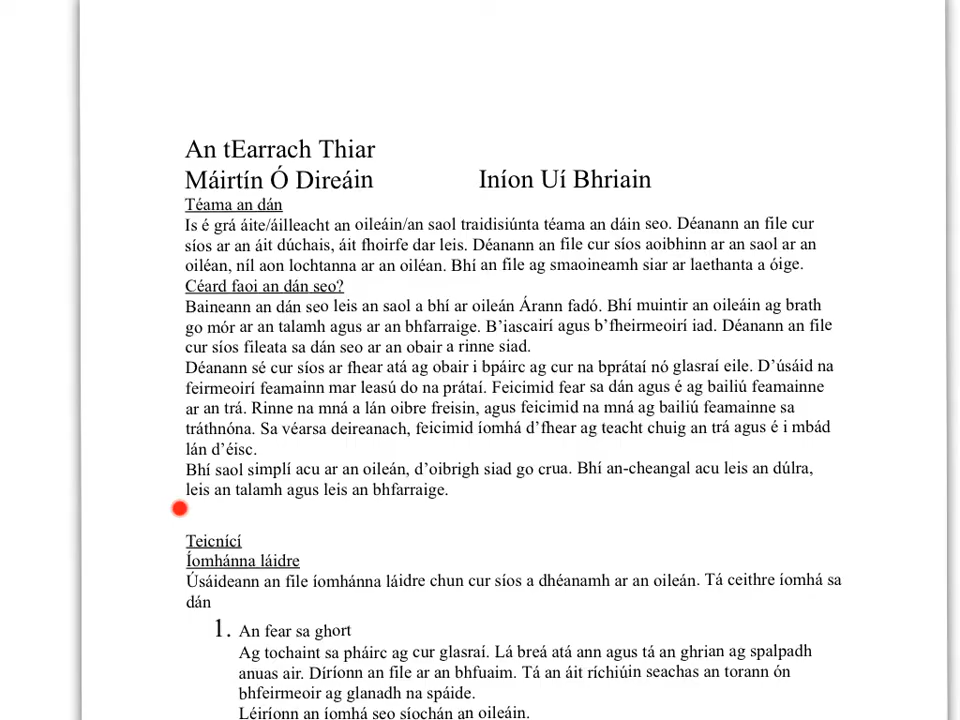 An tEarrach Thiar
Máirtín Ó Direáin Iníon Uí Bhriain
Téama an dán
Is é grá áite/áilleacht an oileáin/an saol traidisiúnta téama an dáin seo. Déanann an file cur
síos ar an áit dúchais, áit fhoirfe dar leis. Déanann an file cur síos aoibhinn ar an saol ar an
oiléan, níl aon lochtanna ar an oiléan. Bhí an file ag smaoineamh siar ar laethanta a óige.
Céard faoi an dán seo?
Baineann an dán seo leis an saol a bhí ar oileán Árann fadó. Bhí muintir an oileáin ag brath
go mór ar an talamh agus ar an bhfarraige. B'iascairí agus b'fheirmeoirí iad. Déanann an file
cur síos fileata sa dán seo ar an obair a rinne siad.
Déanann sé cur síos ar fhear atá ag obair i bpáirc ag cur na bprátaí nó glasraí eile. D'úsáid na
feirmeoirí feamainn mar leasú do na prátaí. Feicimid fear sa dán agus é ag bailiú feamainne
ar an trá. Rinne na mná a lán oibre freisin, agus feicimid na mná ag bailiú feamainne sa
tráthnóna. Sa véarsa deireanach, feicimid íomhá d'fhear ag teacht chuig an trá agus é i mbád
lán d'éisc.
Bhí saol simplí acu ar an oileán, d'oibrigh siad go crua. Bhí an-cheangal acu leis an dúlra,
leis an talamh agus leis an bhfarraige.
Teicnící
Íomhánna láidre
Úsáideann an file íomhánna láidre chun cur síos a dhéanamh ar an oileán. Tá ceithre íomhá sa
dán
1. An fear sa ghort
Ag tochaint sa pháirc ag cur glasraí. Lá breá atá ann agus tá an ghrian ag spalpadh
anuas air. Díríonn an file ar an bhfuaim. Tá an áit ríchiúin seachas an torann ón
bhfeirmeoir ag glanadh na spáide.
Léiríonn an íomhá seo síochán an oileáin.